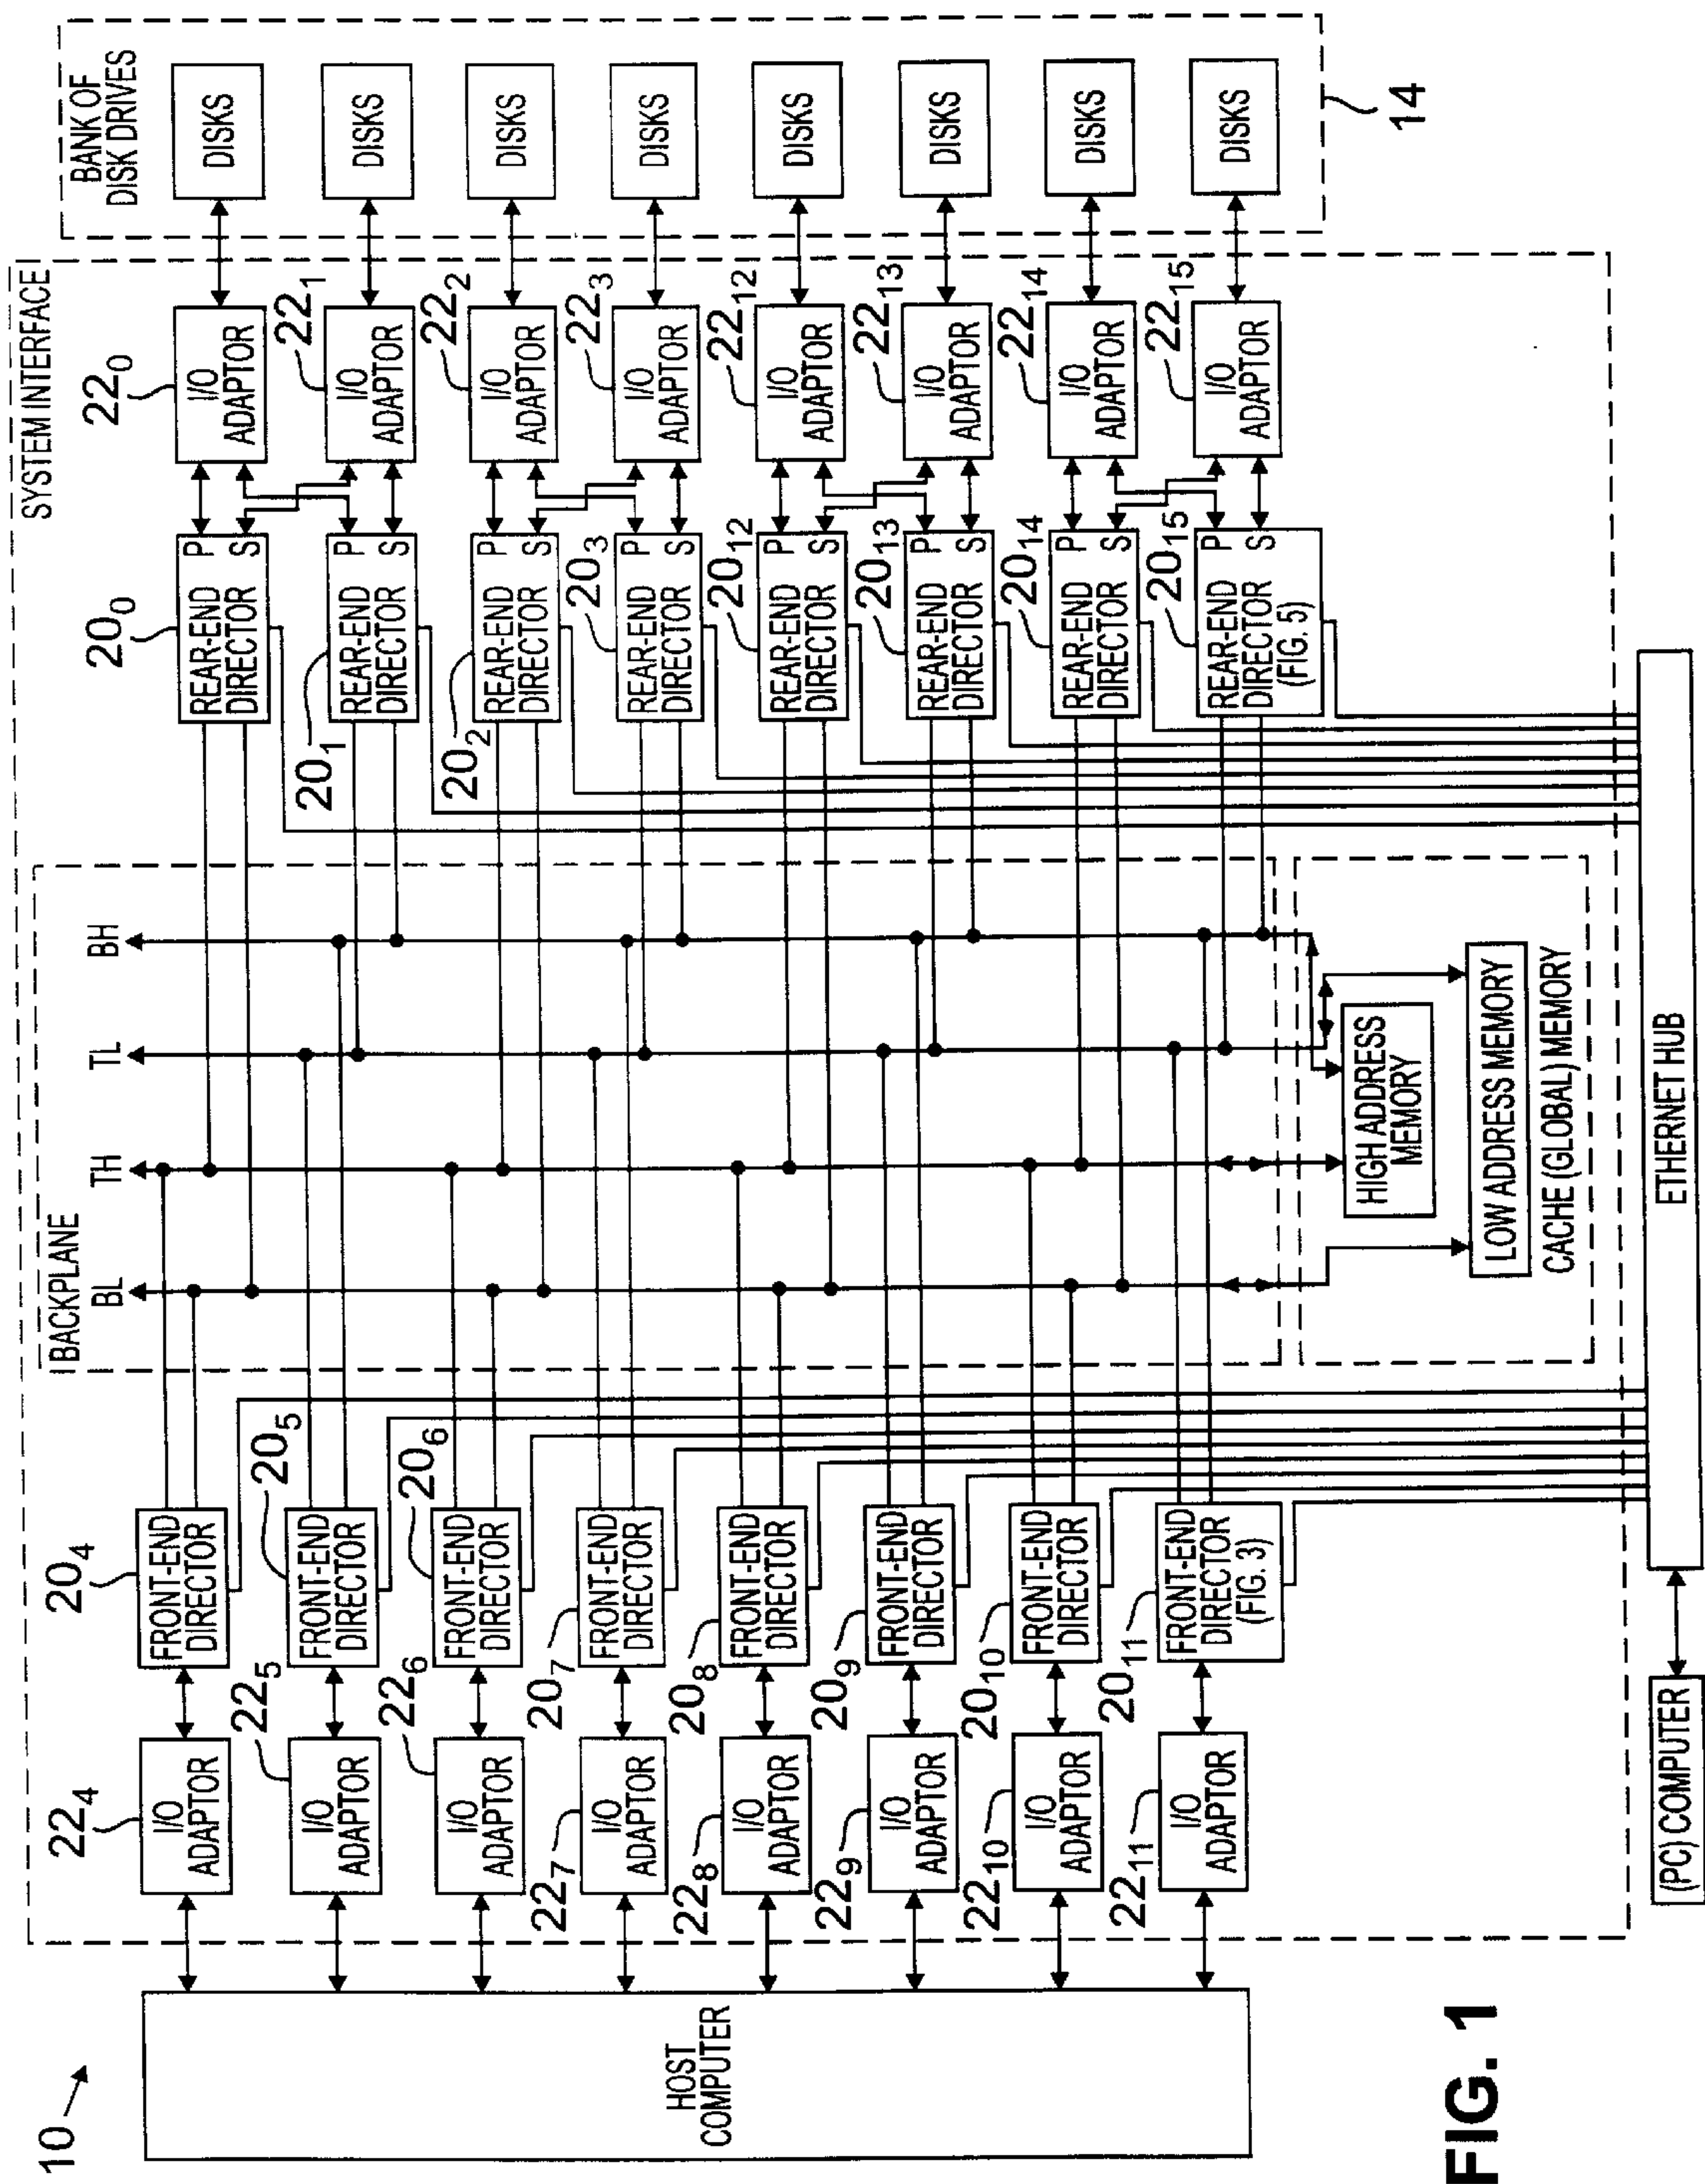 10
HOST
COMPUTER
SYSTEM INTERFACE
22₄
I/O
ADAPTOR
22₅
I/O
ADAPTOR
22₆
I/O
ADAPTOR
22₇
I/O
ADAPTOR
22₈
I/O
ADAPTOR
22₉
I/O
ADAPTOR
22₁₀
I/O
ADAPTOR
22₁₁
I/O
ADAPTOR
20₄
FRONT-END
DIRECTOR
20₅
FRONT-END
DIRECTOR
20₆
FRONT-END
DIRECTOR
20₇
FRONT-END
DIRECTOR
20₈
FRONT-END
DIRECTOR
20₉
FRONT-END
DIRECTOR
20₁₀
FRONT-END
DIRECTOR
20₁₁
FRONT-END
DIRECTOR
(FIG. 3)
BACKPLANE
BL
TH
TL
BH
HIGH ADDRESS
MEMORY
LOW ADDRESS MEMORY
CACHE (GLOBAL) MEMORY
20₀
REAR-END P
DIRECTOR S
20₁
REAR-END P
DIRECTOR S
20₂
REAR-END P
DIRECTOR S
20₃
REAR-END P
DIRECTOR S
20₁₂
REAR-END P
DIRECTOR S
20₁₃
REAR-END P
DIRECTOR S
20₁₄
REAR-END P
DIRECTOR S
20₁₅
REAR-END P
DIRECTOR S
(FIG. 5)
22₀
I/O
ADAPTOR
22₁
I/O
ADAPTOR
22₂
I/O
ADAPTOR
22₃
I/O
ADAPTOR
22₁₂
I/O
ADAPTOR
22₁₃
I/O
ADAPTOR
22₁₄
I/O
ADAPTOR
22₁₅
I/O
ADAPTOR
BANK OF
DISK DRIVES
DISKS
DISKS
DISKS
DISKS
DISKS
DISKS
DISKS
DISKS
14
(PC) COMPUTER
ETHERNET HUB
FIG. 1